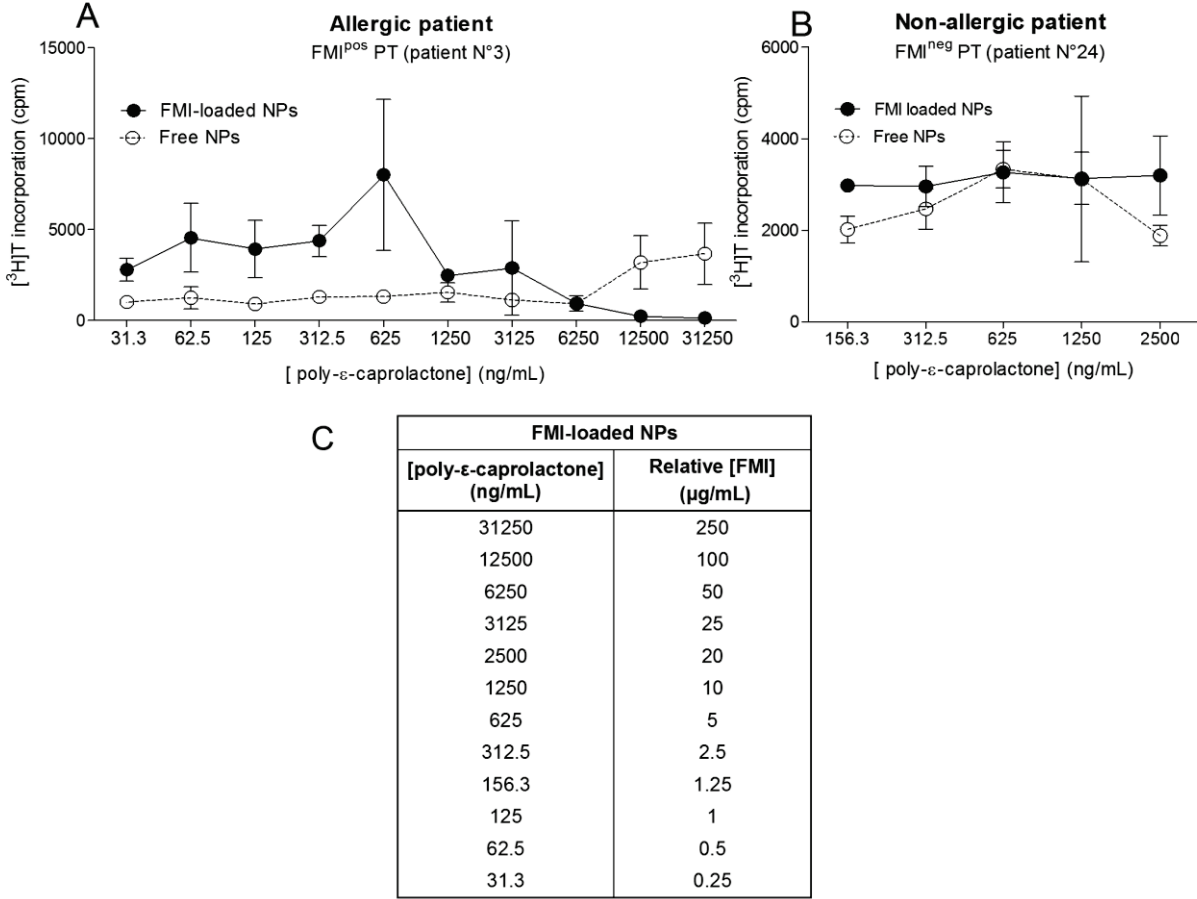 A
Allergic patient
FMI^pos PT (patient N°3)
15000
10000
5000
0
[³H]T incorporation (cpm)
FMI-loaded NPs
Free NPs
31.3 62.5 125 312.5 625 1250 3125 6250 12500 31250
[ poly-ε-caprolactone] (ng/mL)
B
Non-allergic patient
FMI^neg PT (patient N°24)
6000
4000
2000
0
[³H]T incorporation (cpm)
FMI loaded NPs
Free NPs
156.3 312.5 625 1250 2500
[ poly-ε-caprolactone] (ng/mL)
C
FMI-loaded NPs
[poly-ε-caprolactone] Relative [FMI]
(ng/mL) (µg/mL)
31250 250
12500 100
6250 50
3125 25
2500 20
1250 10
625 5
312.5 2.5
156.3 1.25
125 1
62.5 0.5
31.3 0.25